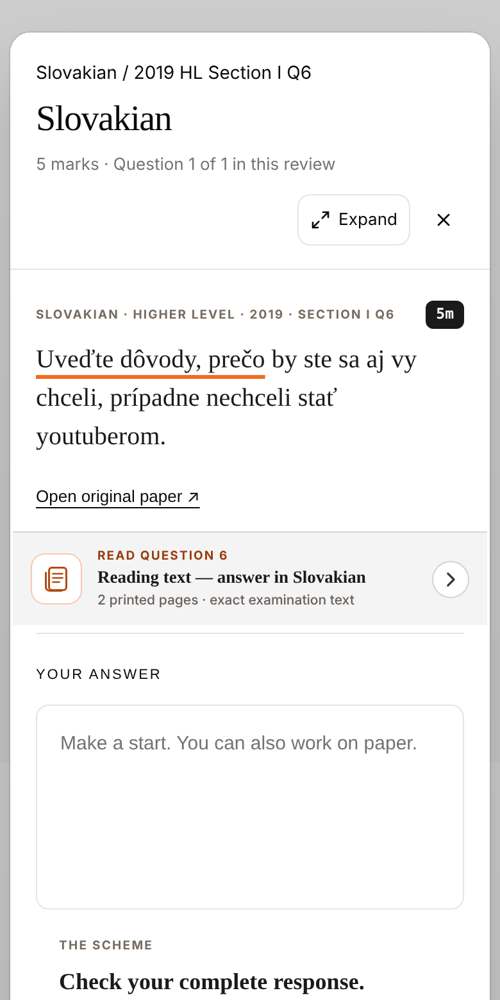 Slovakian / 2019 HL Section I Q6
Slovakian
5 marks · Question 1 of 1 in this review
Expand
SLOVAKIAN · HIGHER LEVEL · 2019 · SECTION I Q6
5m
Uveďte dôvody, prečo by ste sa aj vy
chceli, prípadne nechceli stať
youtuberom.
Open original paper ↗
READ QUESTION 6
Reading text — answer in Slovakian
2 printed pages · exact examination text
YOUR ANSWER
Make a start. You can also work on paper.
THE SCHEME
Check your complete response.